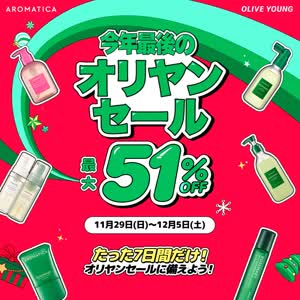 AROMATICA
OLIVE YOUNG
今年最後の
オリヤン
セール
最大
51%OFF
11月29日(日)〜12月5日(土)
たった7日間だけ！
オリヤンセールに備えよう！